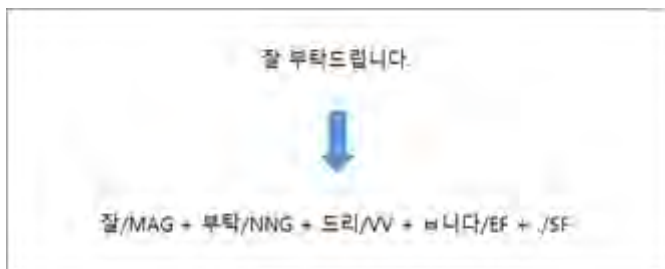 잘 부탁드립니다.
잘/MAG + 부탁/NNG + 드리/VV + ㅂ니다/EF + ./SF